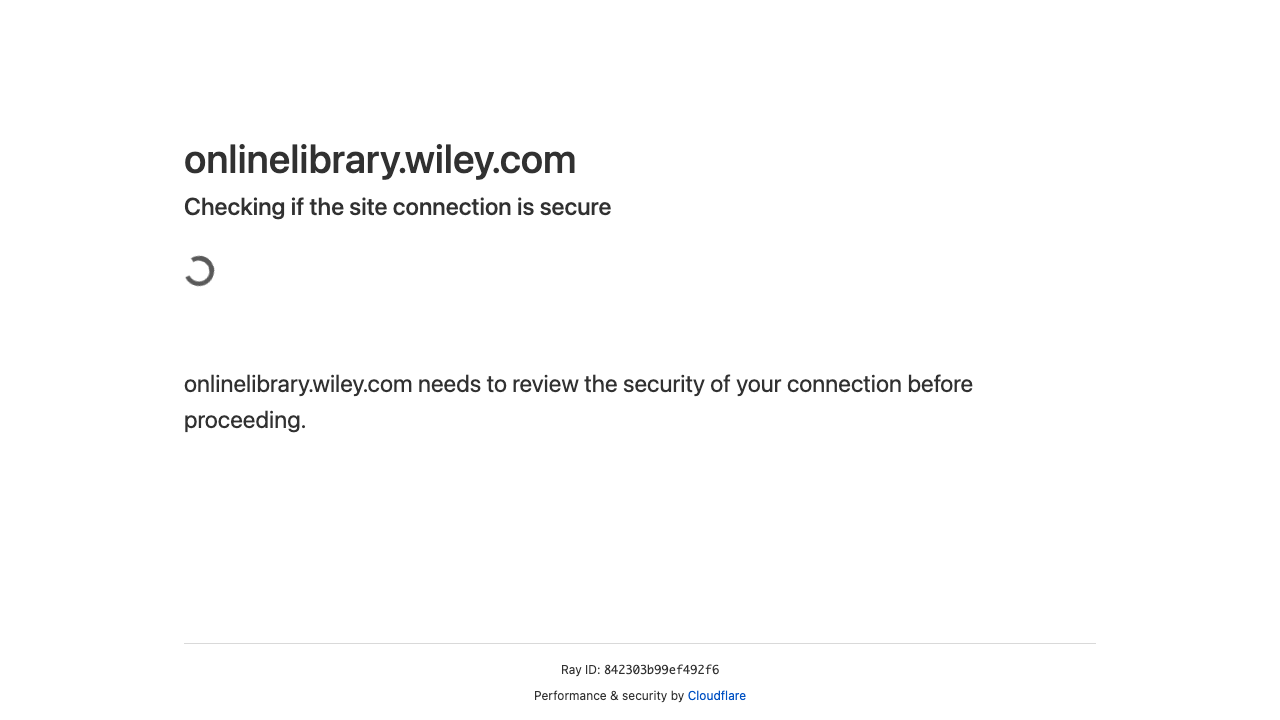 onlinelibrary.wiley.com
Checking if the site connection is secure
onlinelibrary.wiley.com needs to review the security of your connection before
proceeding.
Ray ID: 842303b99ef492f6
Performance & security by Cloudflare